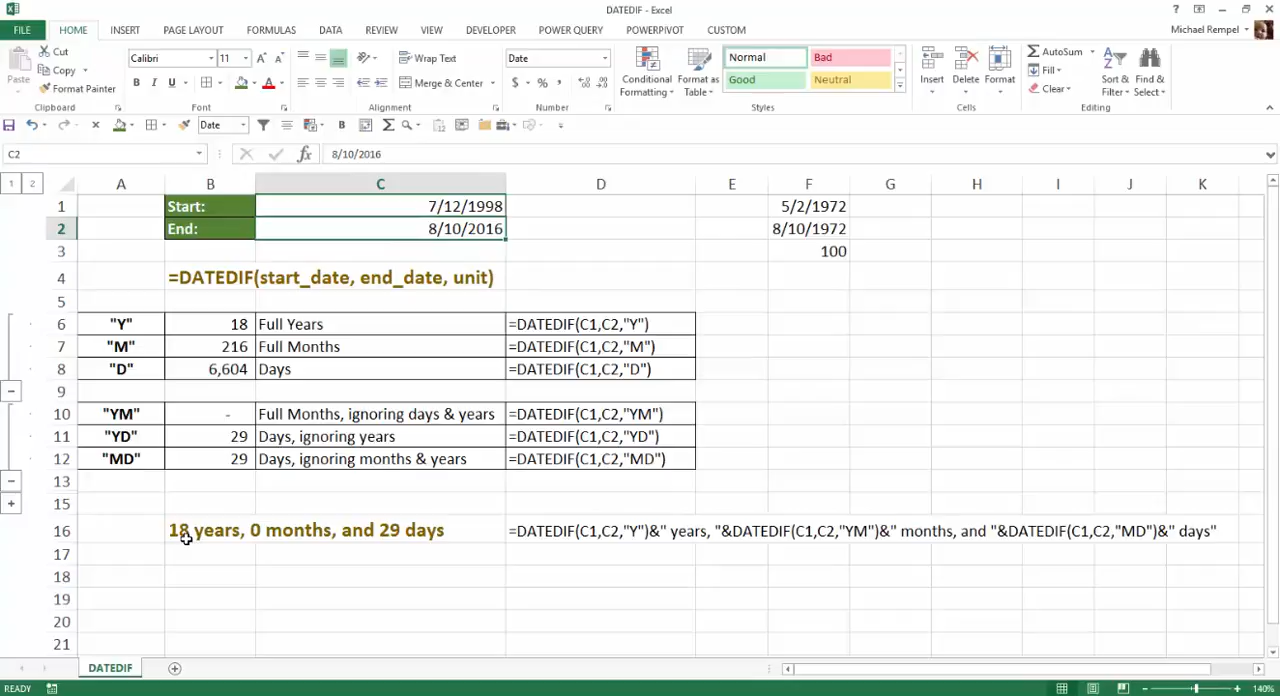 DATEDIF - Excel
?
FILE HOME INSERT PAGE LAYOUT FORMULAS DATA REVIEW VIEW DEVELOPER POWER QUERY POWERPIVOT CUSTOM Michael Rempel
Paste Cut Copy Format Painter
Calibri 11
B I U
Wrap Text
Merge & Center
Date
$ % ,
Conditional Formatting
Format as Table
Normal Bad
Good Neutral
Insert Delete Format
AutoSum
Fill
Clear
Sort & Filter
Find & Select
Clipboard Font Alignment Number Styles Cells Editing
Date B
C2 fx 8/10/2016
1 2 A B C D E F G H I J K
1 Start: 7/12/1998 5/2/1972
2 End: 8/10/2016 8/10/1972
3 100
4 =DATEDIF(start_date, end_date, unit)
5
6 "Y" 18 Full Years =DATEDIF(C1,C2,"Y")
7 "M" 216 Full Months =DATEDIF(C1,C2,"M")
8 "D" 6,604 Days =DATEDIF(C1,C2,"D")
9
10 "YM" - Full Months, ignoring days & years =DATEDIF(C1,C2,"YM")
11 "YD" 29 Days, ignoring years =DATEDIF(C1,C2,"YD")
12 "MD" 29 Days, ignoring months & years =DATEDIF(C1,C2,"MD")
13
15
16 18 years, 0 months, and 29 days =DATEDIF(C1,C2,"Y")&" years, "&DATEDIF(C1,C2,"YM")&" months, and "&DATEDIF(C1,C2,"MD")&" days"
17
18
19
20
21
DATEDIF
READY 140%